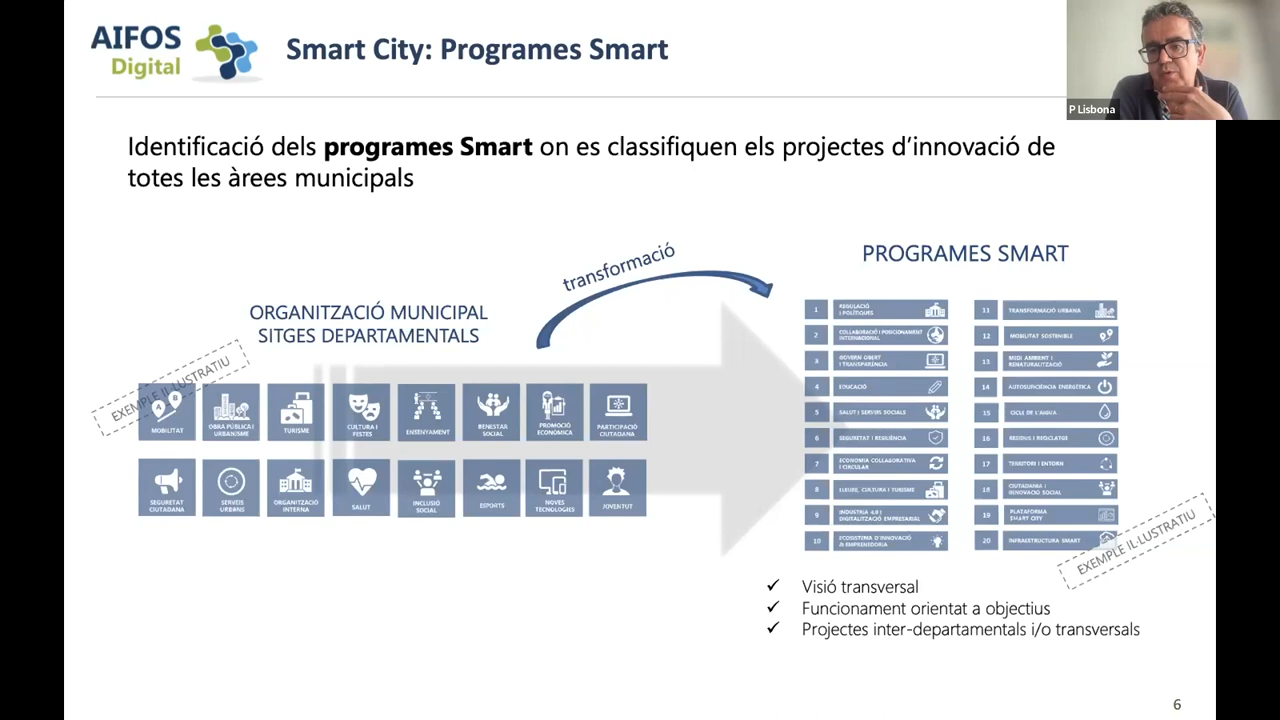 AIFOS
Digital
Smart City: Programes Smart
P Lisbona
Identificació dels programes Smart on es classifiquen els projectes d’innovació de
totes les àrees municipals
transformació
PROGRAMES SMART
ORGANITZACIÓ MUNICIPAL
SITGES DEPARTAMENTALS
EXEMPLE IL·LUSTRATIU
A
B
MOBILITAT
OBRA PÚBLICA I
URBANISME
TURISME
CULTURA I
FESTES
ENSENYAMENT
BENESTAR
SOCIAL
PROMOCIÓ
ECONÒMICA
PARTICIPACIÓ
CIUTADANA
SEGURETAT
CIUTADANA
SERVEIS
URBANS
ORGANITZACIÓ
INTERNA
SALUT
INCLUSIÓ
SOCIAL
ESPORTS
NOVES
TECNOLOGIES
JOVENTUT
1 REGULACIÓ
I POLÍTIQUES
2 COL·LABORACIÓ I POSICIONAMENT
INTERNACIONAL
3 GOVERN OBERT
I TRANSPARÈNCIA
4 EDUCACIÓ
5 SALUT I SERVEIS SOCIALS
6 SEGURETAT I RESILIÈNCIA
7 ECONOMIA COL·LABORATIVA
I CIRCULAR
8 LLEURE, CULTURA I TURISME
9 INDÚSTRIA 4.0 I
DIGITALITZACIÓ EMPRESARIAL
10 ECOSISTEMA D'INNOVACIÓ
& EMPRENEDORIA
11 TRANSFORMACIÓ URBANA
12 MOBILITAT SOSTENIBLE
13 MEDI AMBIENT I
RENATURALITZACIÓ
14 AUTOSUFICIÈNCIA ENERGÈTICA
15 CICLE DE L'AIGUA
16 RESIDUS I RECICLATGE
17 TERRITORI I ENTORN
18 CIUTADANIA I
INNOVACIÓ SOCIAL
19 PLATAFORMA
SMART CITY
20 INFRAESTRUCTURA SMART
EXEMPLE IL·LUSTRATIU
✓ Visió transversal
✓ Funcionament orientat a objectius
✓ Projectes inter-departamentals i/o transversals
6